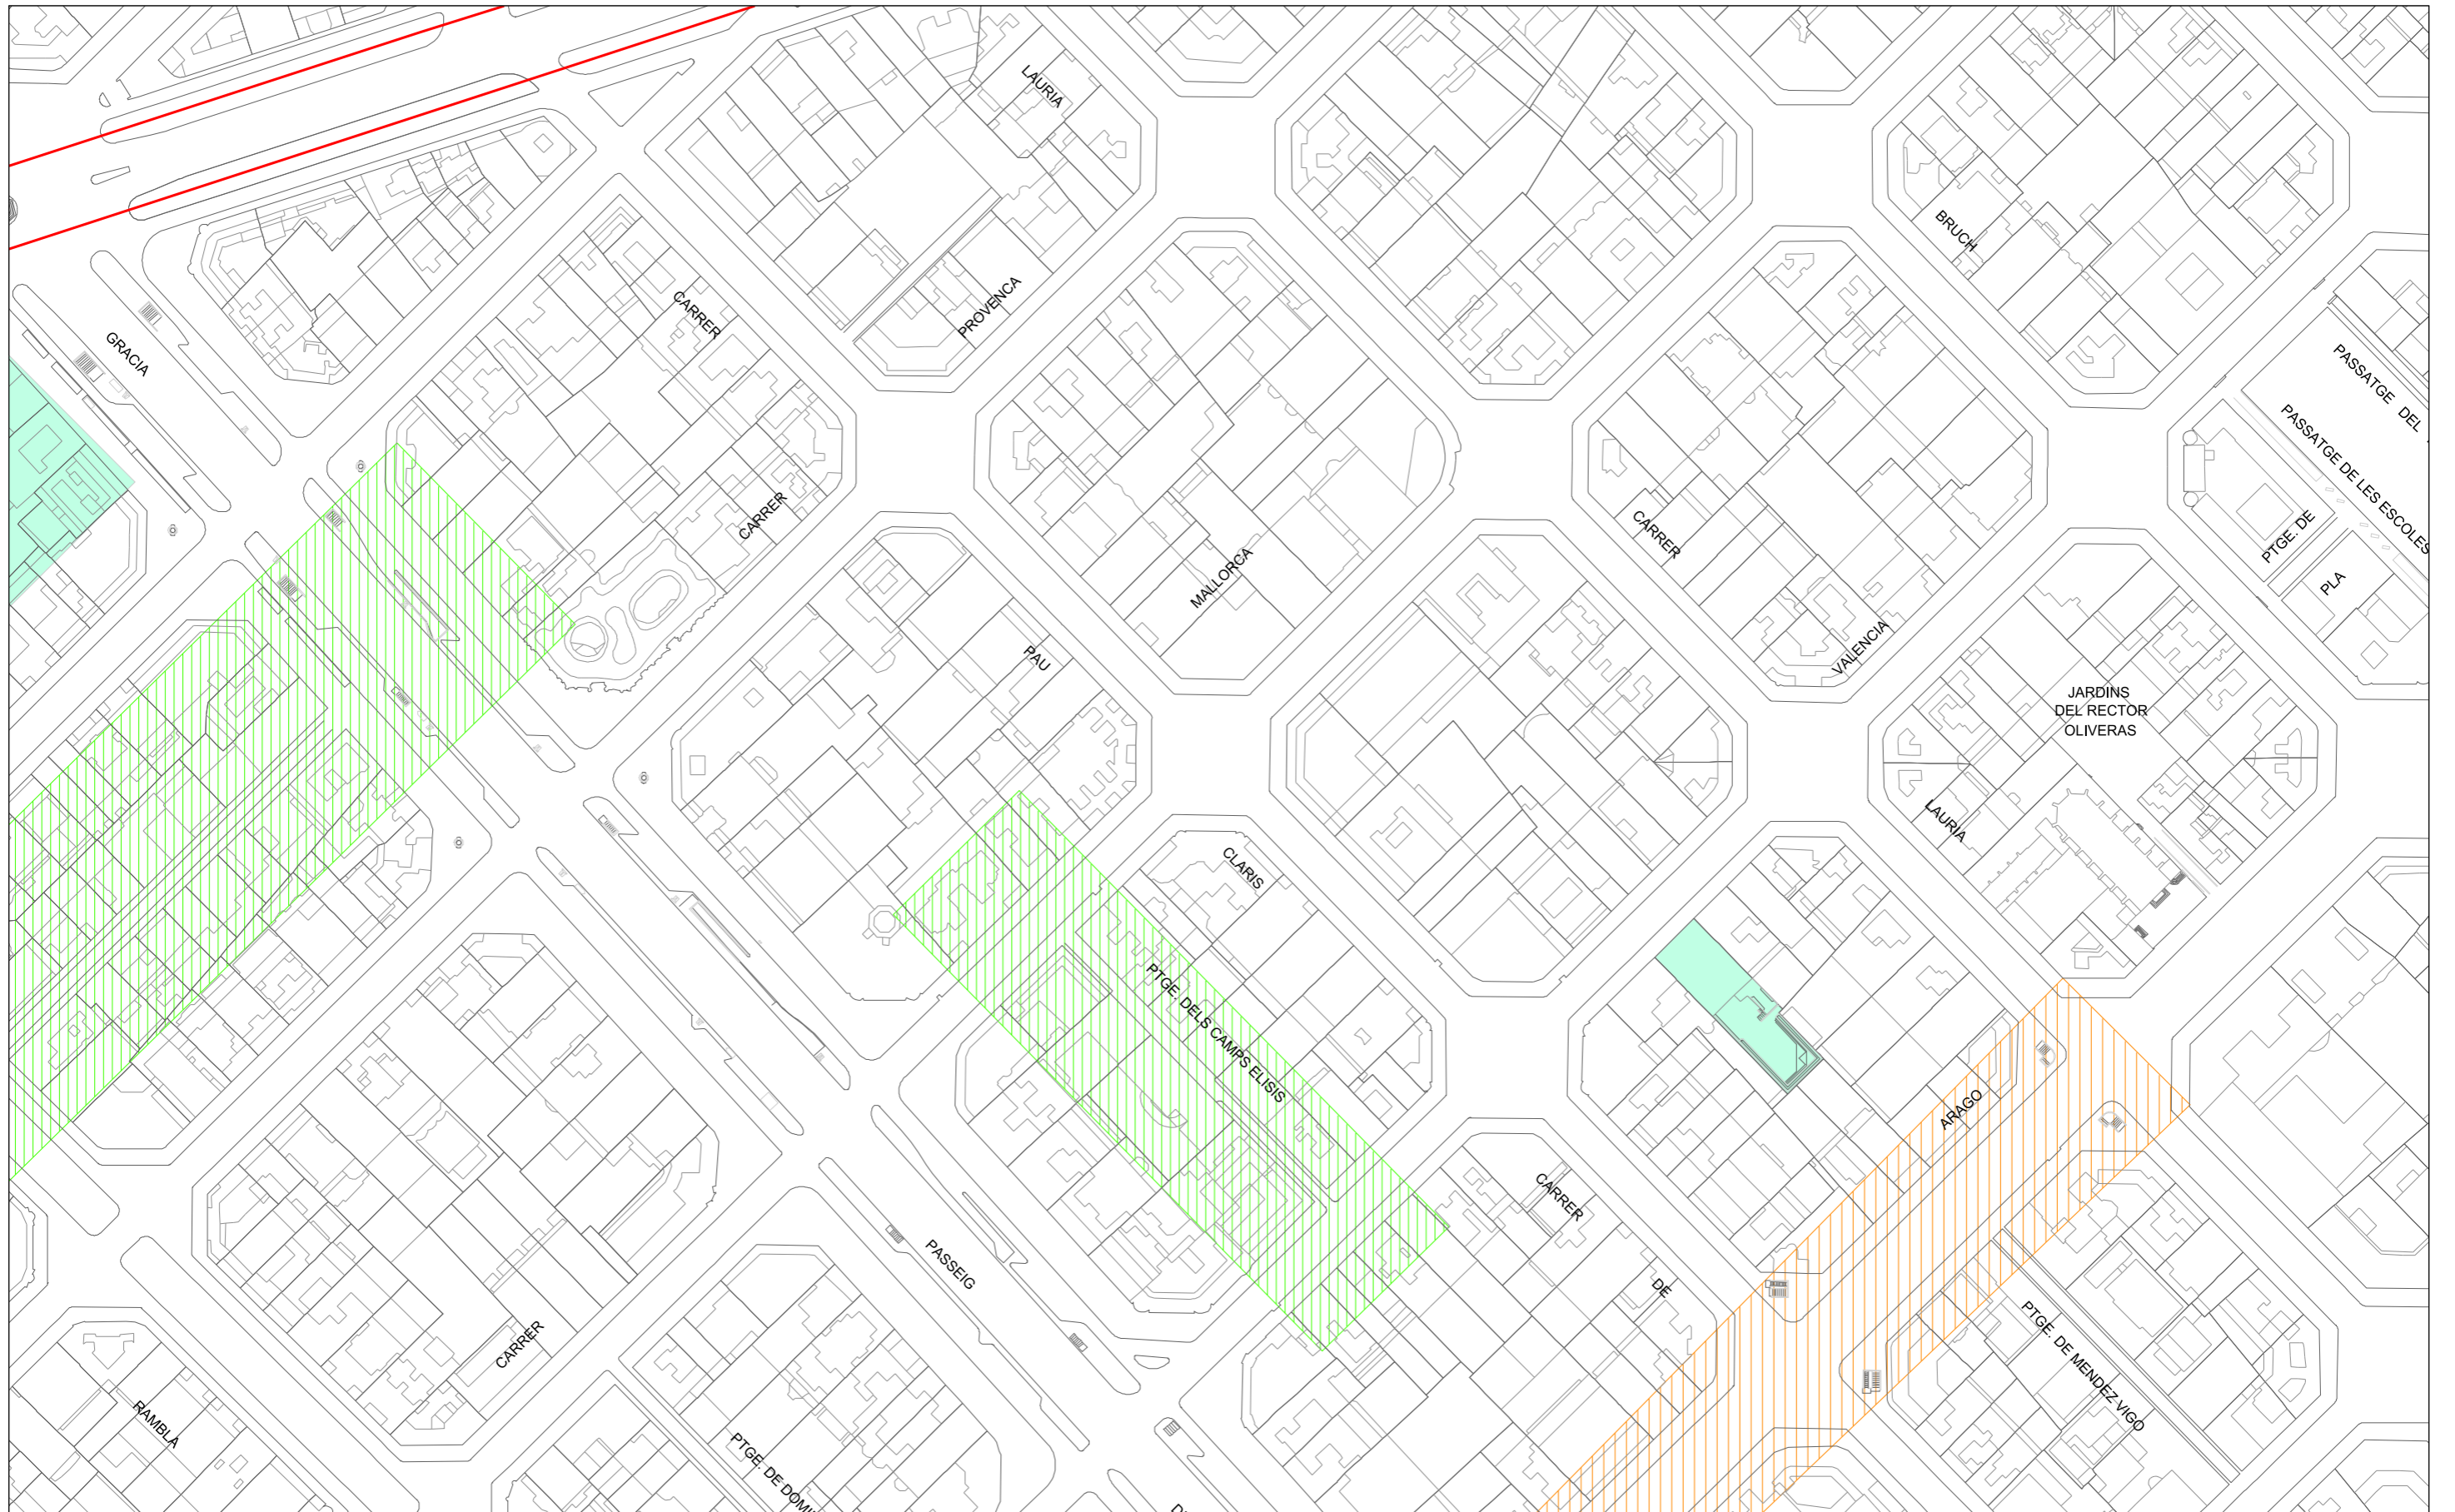 LAURIA
BRUCH
GRACIA
CARRER
PROVENCA
PASSATGE DEL
PASSATGE DE LES ESCOLES
CARRER
MALLORCA
CARRER
PTGE. DE
PLA
PAU
VALENCIA
JARDINS
DEL RECTOR
OLIVERAS
LAURIA
CLARIS
PTGE. DELS CAMPS ELISIS
ARAGO
CARRER
DE
PASSEIG
CARRER
PTGE. DE MENDEZ VIGO
RAMBLA
PTGE. DE DOMI